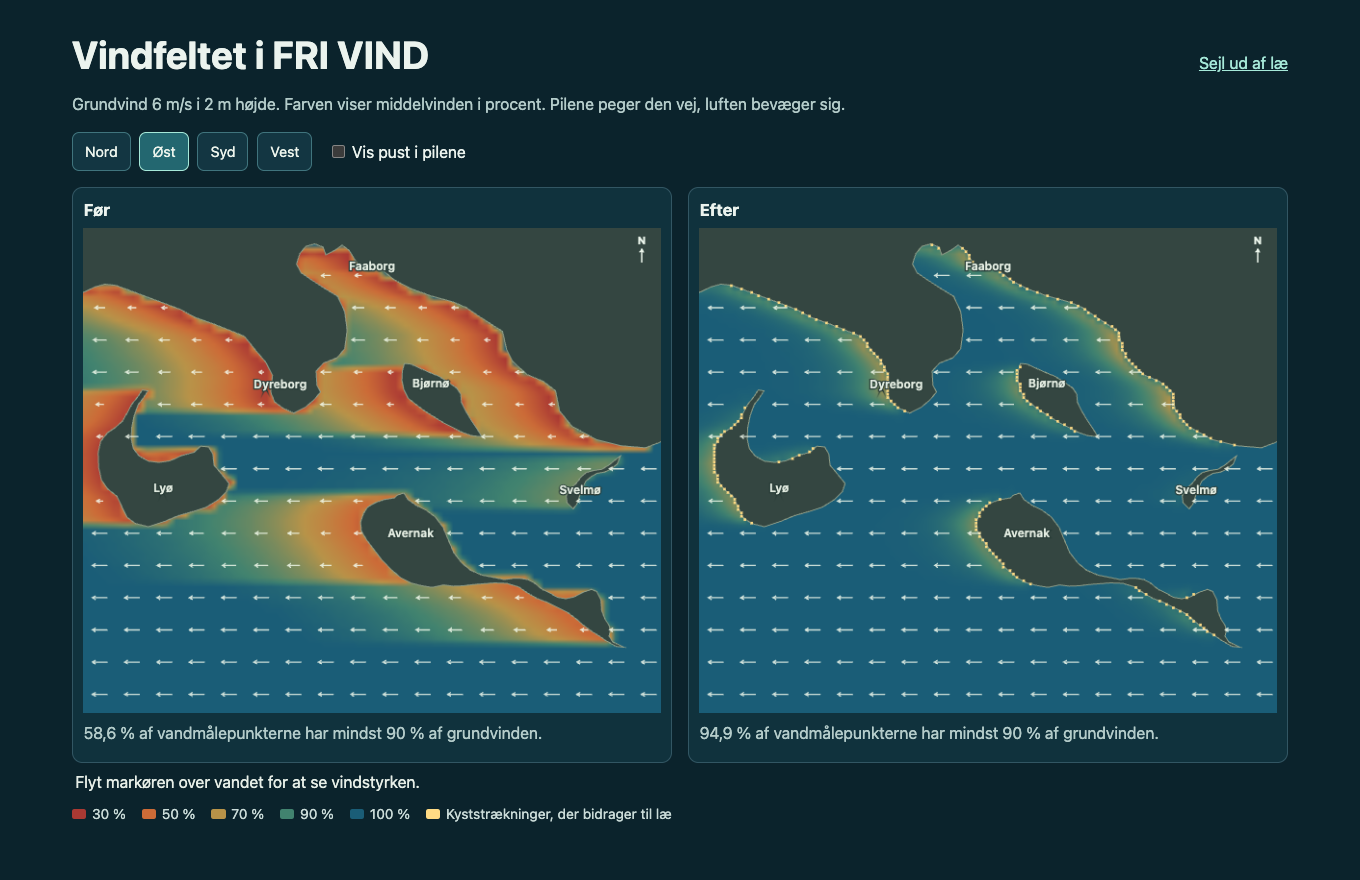 Vindfeltet i FRI VIND
Sejl ud af læ
Grundvind 6 m/s i 2 m højde. Farven viser middelvinden i procent. Pilene peger den vej, luften bevæger sig.
Nord Øst Syd Vest Vis pust i pilene
Før
N
Faaborg
Dyreborg
Bjørnø
Lyø
Svelmø
Avernak
58,6 % af vandmålepunkterne har mindst 90 % af grundvinden.
Efter
N
Faaborg
Dyreborg
Bjørnø
Lyø
Svelmø
Avernak
94,9 % af vandmålepunkterne har mindst 90 % af grundvinden.
Flyt markøren over vandet for at se vindstyrken.
30 % 50 % 70 % 90 % 100 % Kyststrækninger, der bidrager til læ